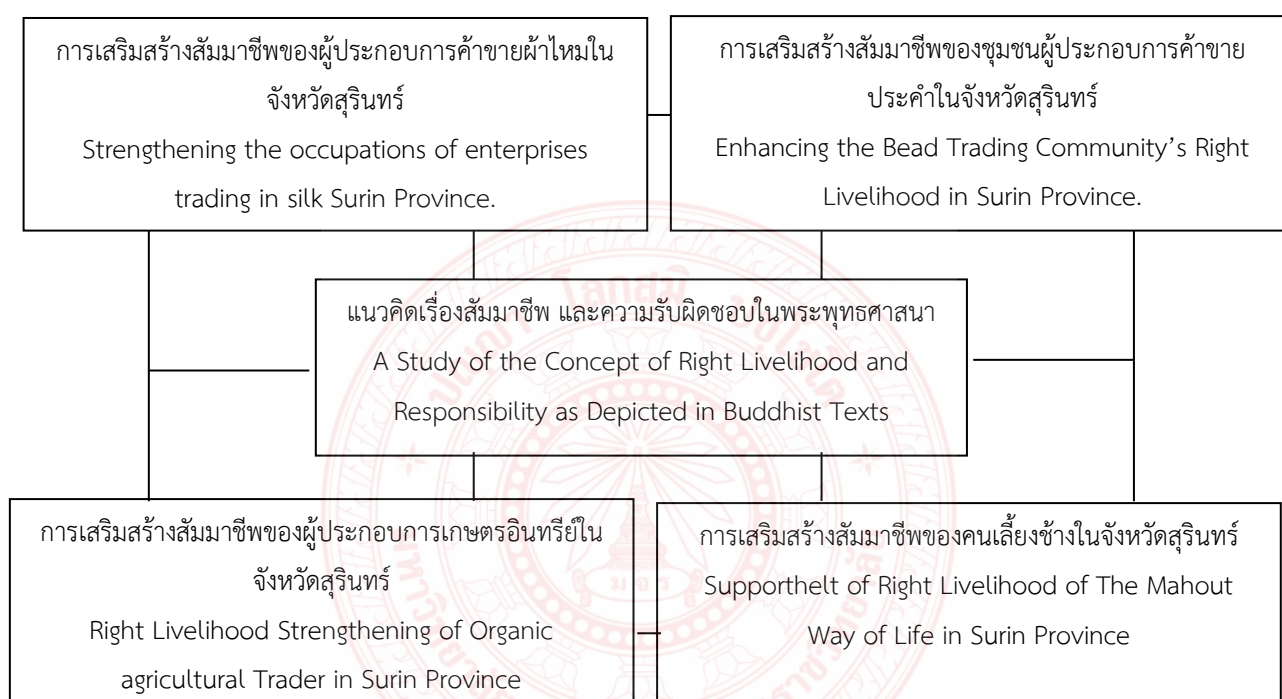 การเสริมสร้างสัมมาชีพของผู้ประกอบการค้าขายผ้าไหมใน
จังหวัดสุรินทร์
Strengthening the occupations of enterprises
trading in silk Surin Province.
การเสริมสร้างสัมมาชีพของชุมชนผู้ประกอบการค้าขาย
ประคำในจังหวัดสุรินทร์
Enhancing the Bead Trading Community’s Right
Livelihood in Surin Province.
แนวคิดเรื่องสัมมาชีพ และความรับผิดชอบในพระพุทธศาสนา
A Study of the Concept of Right Livelihood and
Responsibility as Depicted in Buddhist Texts
การเสริมสร้างสัมมาชีพของผู้ประกอบการเกษตรอินทรีย์ใน
จังหวัดสุรินทร์
Right Livelihood Strengthening of Organic
agricultural Trader in Surin Province
การเสริมสร้างสัมมาชีพของคนเลี้ยงช้างในจังหวัดสุรินทร์
Supporthelt of Right Livelihood of The Mahout
Way of Life in Surin Province